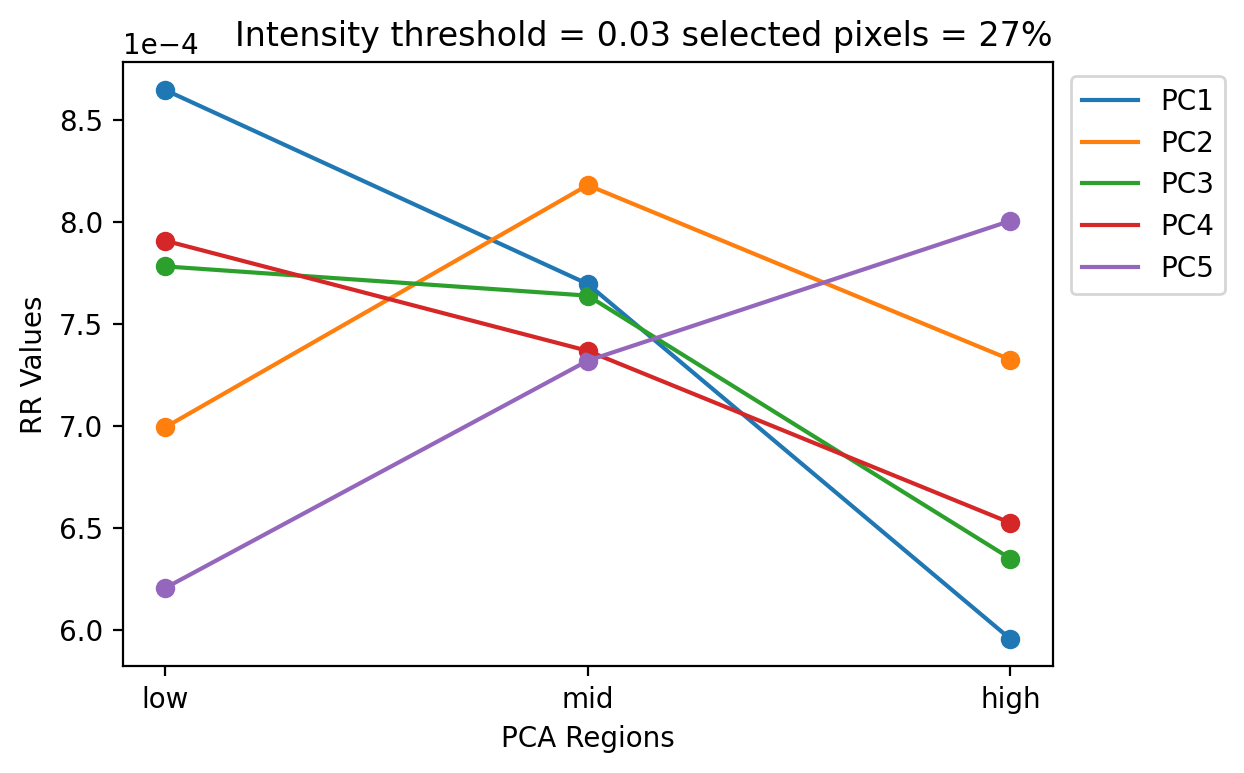 Intensity threshold = 0.03 selected pixels = 27%
1e−4
8.5
8.0
7.5
7.0
6.5
6.0
RR Values
low
mid
high
PCA Regions
PC1
PC2
PC3
PC4
PC5